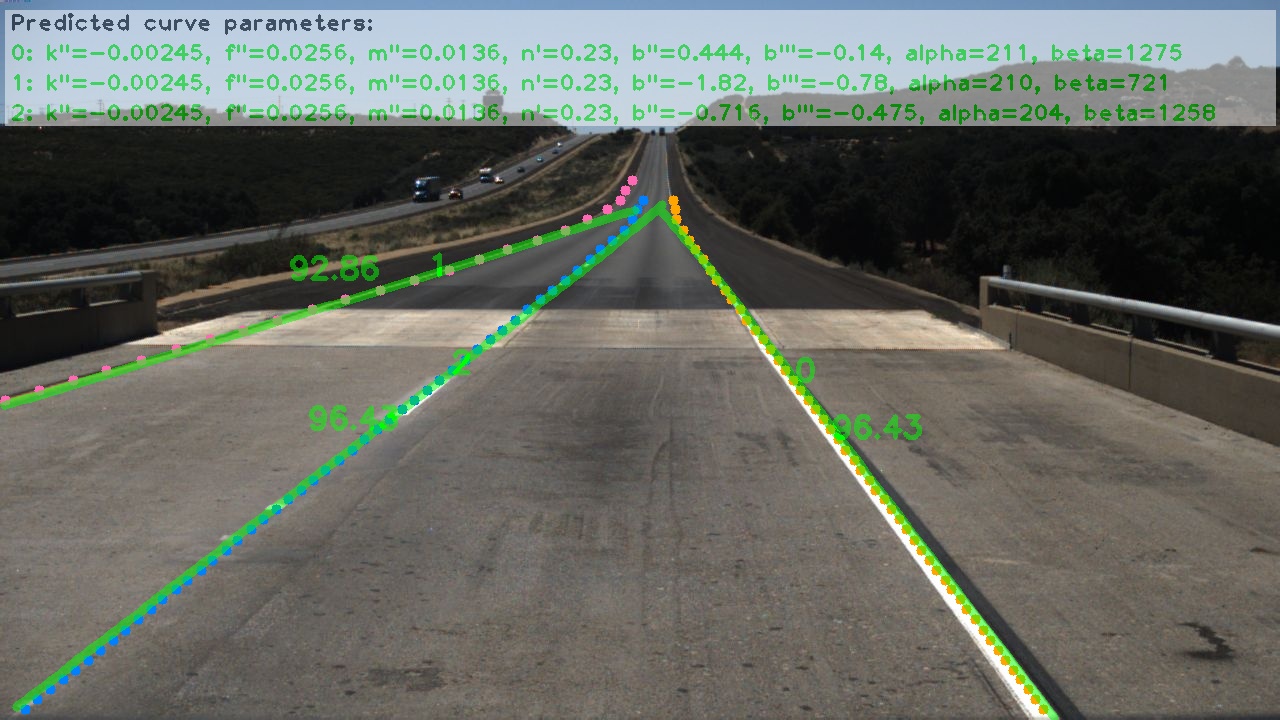 Predicted curve parameters:
0: k''=-0.00245, f''=0.0256, m''=0.0136, n'=0.23, b''=0.444, b'''=-0.14, alpha=211, beta=1275
1: k''=-0.00245, f''=0.0256, m''=0.0136, n'=0.23, b''=-1.82, b'''=-0.78, alpha=210, beta=721
2: k''=-0.00245, f''=0.0256, m''=0.0136, n'=0.23, b''=-0.716, b'''=-0.475, alpha=204, beta=1258
92.86 1
2 0
96.43 96.43